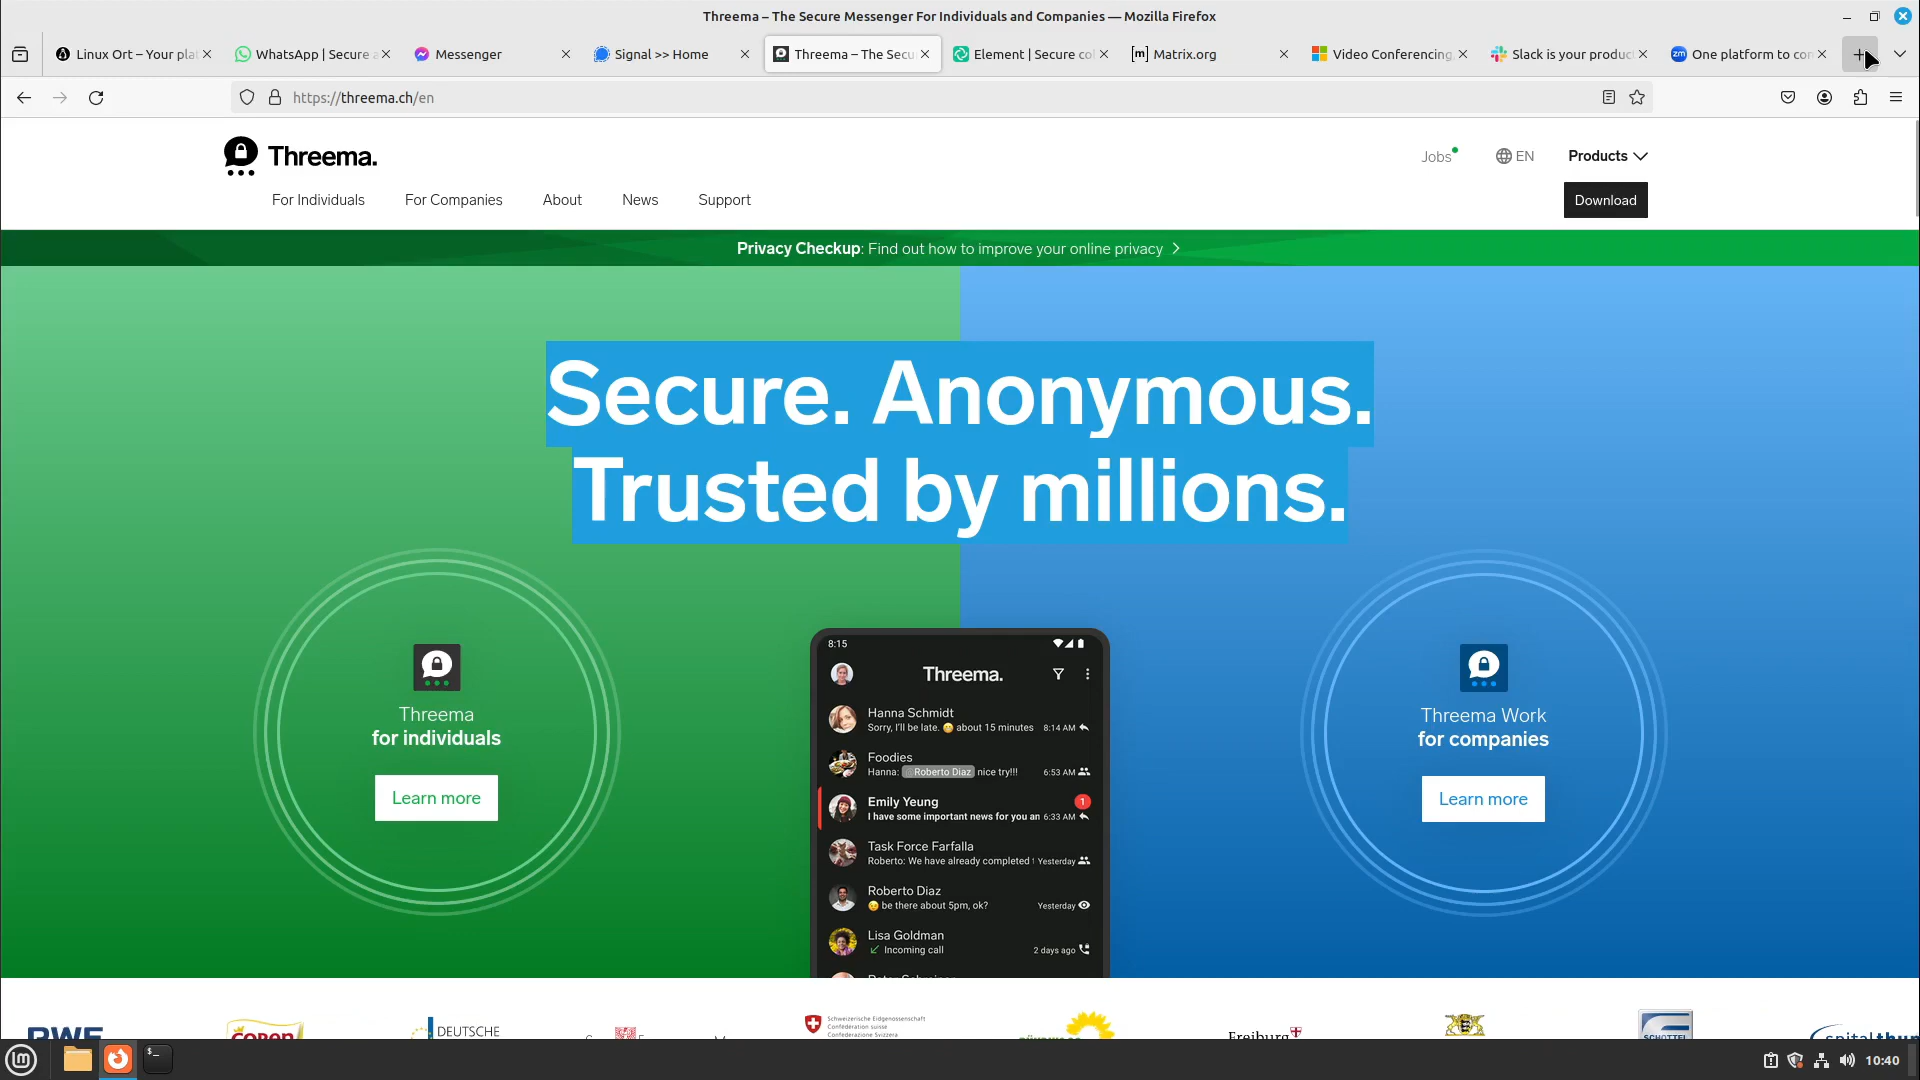 Threema – The Secure Messenger For Individuals and Companies — Mozilla Firefox
Linux Ort – Your pla
WhatsApp | Secure a
Messenger
Signal >> Home
Threema – The Secu
Element | Secure co
[m] Matrix.org
Video Conferencing,
Slack is your produc
zm One platform to con
https://threema.ch/en
Threema.
Jobs
EN
Products
For Individuals
For Companies
About
News
Support
Download
Privacy Checkup: Find out how to improve your online privacy
Secure. Anonymous.
Trusted by millions.
Threema
for individuals
Learn more
8:15
Threema.
Hanna Schmidt
Sorry, I'll be late. 😬 about 15 minutes 8:14 AM
Foodies
Hanna: Roberto Diaz nice try!!! 6:53 AM
Emily Yeung 1
I have some important news for you an 6:33 AM
Task Force Farfalla
Roberto: We have already completed Yesterday
Roberto Diaz
be there about 5pm, ok? Yesterday
Lisa Goldman
Incoming call 2 days ago
Threema Work
for companies
Learn more
RWE
DEUTSCHE
Schweizerische Eidgenossenschaft
Confédération suisse
Confederazione Svizzera
Freiburg
SCHOTTEL
10:40